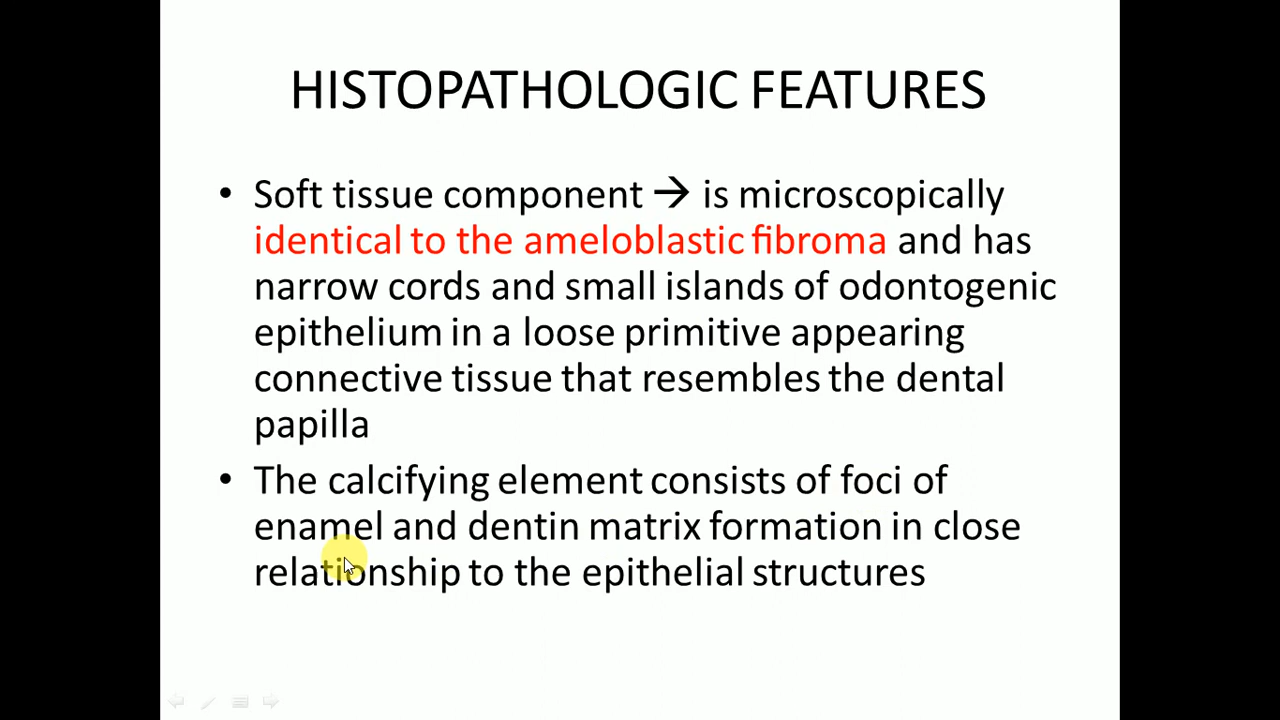 HISTOPATHOLOGIC FEATURES
• Soft tissue component → is microscopically
identical to the ameloblastic fibroma and has
narrow cords and small islands of odontogenic
epithelium in a loose primitive appearing
connective tissue that resembles the dental
papilla
• The calcifying element consists of foci of
enamel and dentin matrix formation in close
relationship to the epithelial structures